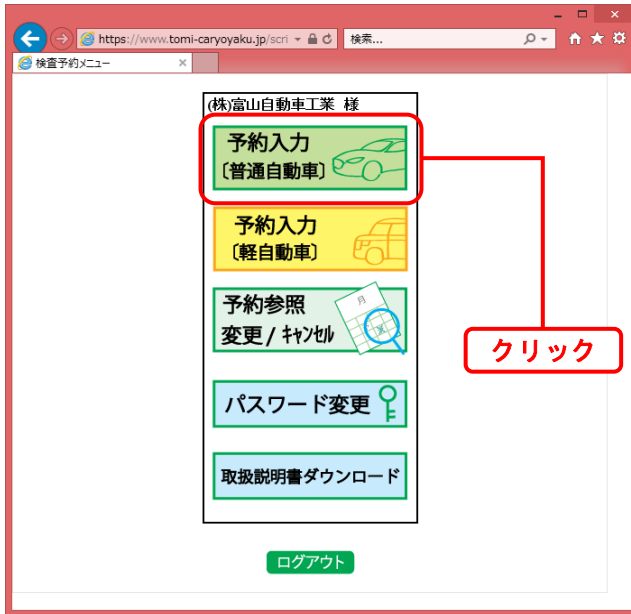 https://www.tomi-caryoyaku.jp/scri
検索...
検査予約メニュー
(株)富山自動車工業 様
予約入力
〔普通自動車〕
予約入力
〔軽自動車〕
予約参照
変更/ｷｬﾝｾﾙ
月
パスワード変更
取扱説明書ダウンロード
クリック
ログアウト